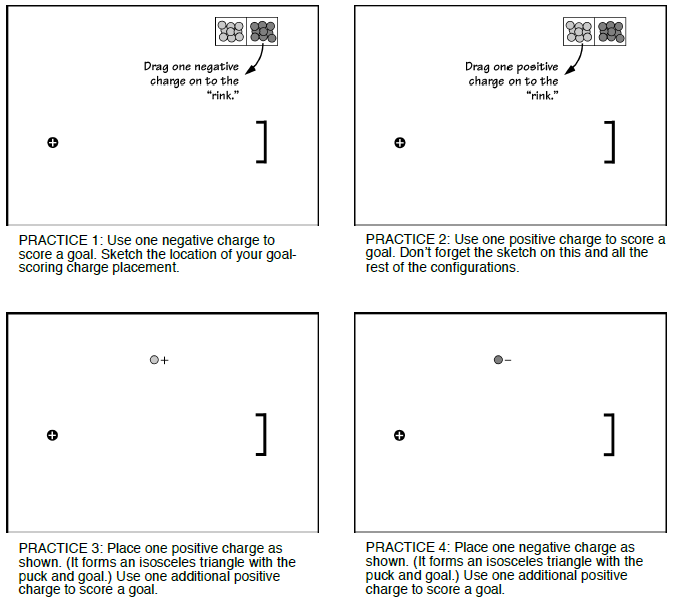 Drag one negative
charge on to the
"rink."
Drag one positive
charge on to the
"rink."
+
]
+
]
PRACTICE 1: Use one negative charge to
score a goal. Sketch the location of your goal-
scoring charge placement.
PRACTICE 2: Use one positive charge to score a
goal. Don't forget the sketch on this and all the
rest of the configurations.
+
−
+
]
+
]
PRACTICE 3: Place one positive charge as
shown. (It forms an isosceles triangle with the
puck and goal.) Use one additional positive
charge to score a goal.
PRACTICE 4: Place one negative charge as
shown. (It forms an isosceles triangle with the
puck and goal.) Use one additional positive
charge to score a goal.